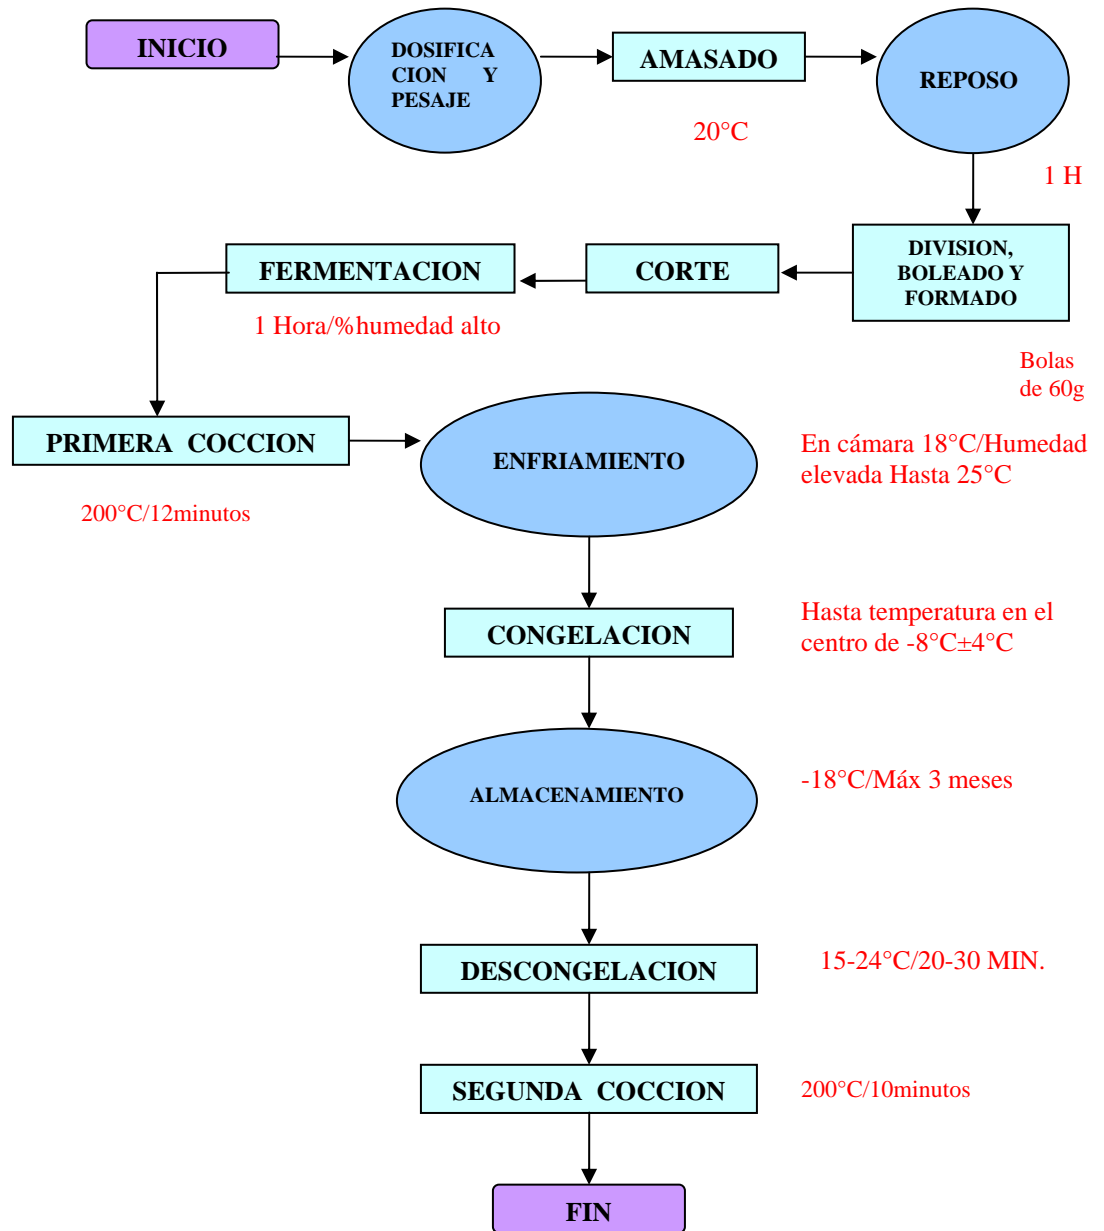 INICIO
DOSIFICA
CION Y
PESAJE
AMASADO
20°C
REPOSO
1 H
DIVISION,
BOLEADO Y
FORMADO
Bolas
de 60g
CORTE
FERMENTACION
1 Hora/%humedad alto
PRIMERA COCCION
200°C/12minutos
ENFRIAMIENTO
En cámara 18°C/Humedad
elevada Hasta 25°C
CONGELACION
Hasta temperatura en el
centro de -8°C±4°C
ALMACENAMIENTO
-18°C/Máx 3 meses
DESCONGELACION
15-24°C/20-30 MIN.
SEGUNDA COCCION
200°C/10minutos
FIN